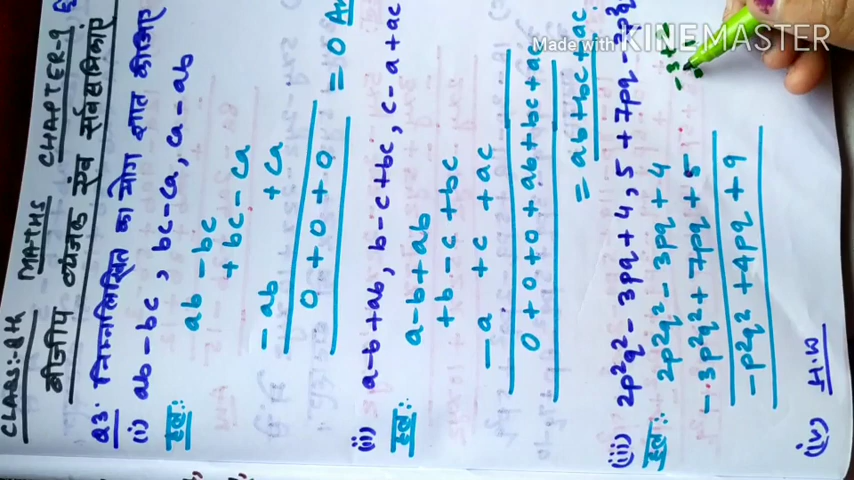 CLASS:- 8th MATHS CHAPTER-9
बीजीय व्यंजक एंव सर्वसमिकाएं
Q3. निम्नलिखित का योग ज्ञात कीजिए
(i) ab - bc, bc - ca, ca - ab
हल:- ab - bc
+ bc - ca
- ab + ca
0 + 0 + 0 = 0 An
(ii) a-b+ab, b-c+bc, c-a+ac
हल:- a-b+ab
+b-c+bc
-a +c +ac
0+0+0+ab+bc+ac
= ab+bc+ac
(iii) 2p²q² - 3pq + 4, 5 + 7pq - 3p²q²
हल:- 2p²q² - 3pq + 4
- 3p²q² + 7pq + 5
- p²q² + 4pq + 9
(iv) H.W
Made with KINEMASTER